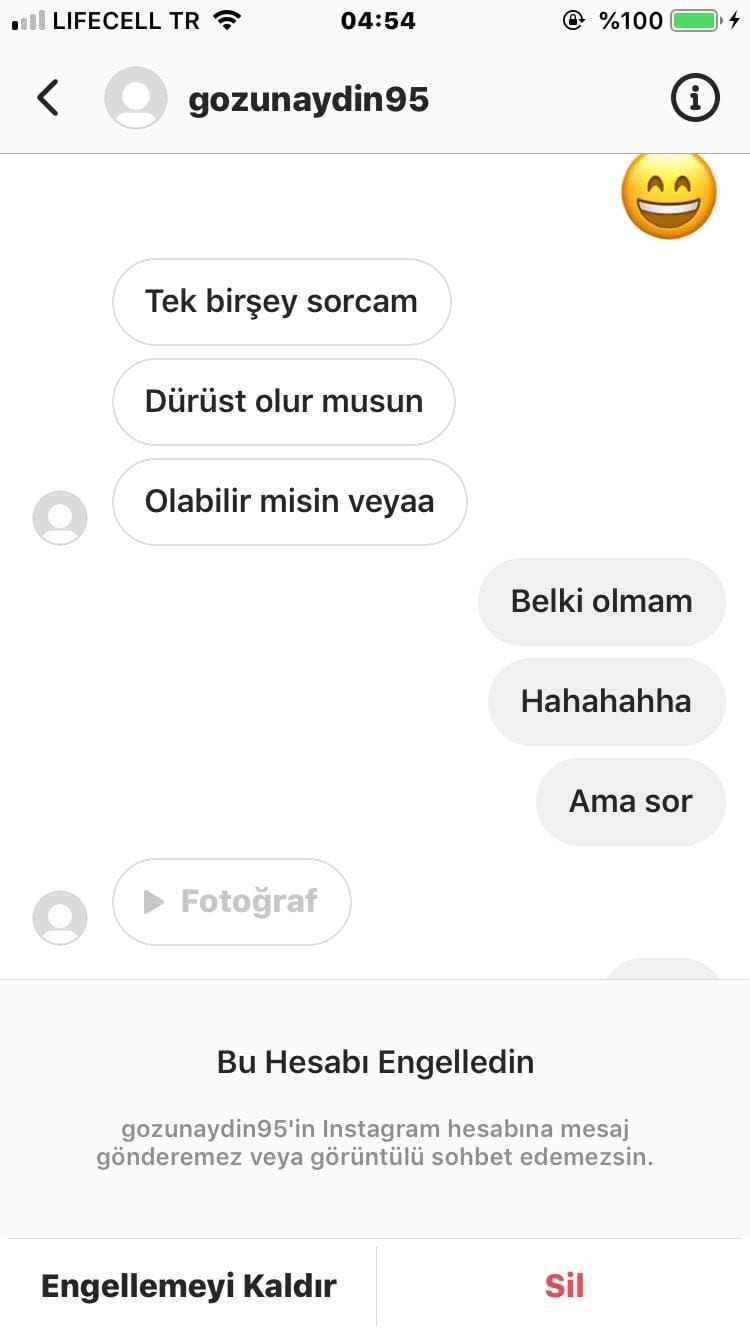 LIFECELL TR 04:54 %100
gozunaydin95
Tek birşey sorcam
Dürüst olur musun
Olabilir misin veyaa
Belki olmam
Hahahahha
Ama sor
Fotoğraf
Bu Hesabı Engelledin
gozunaydin95'in Instagram hesabına mesaj
gönderemez veya görüntülü sohbet edemezsin.
Engellemeyi Kaldır
Sil